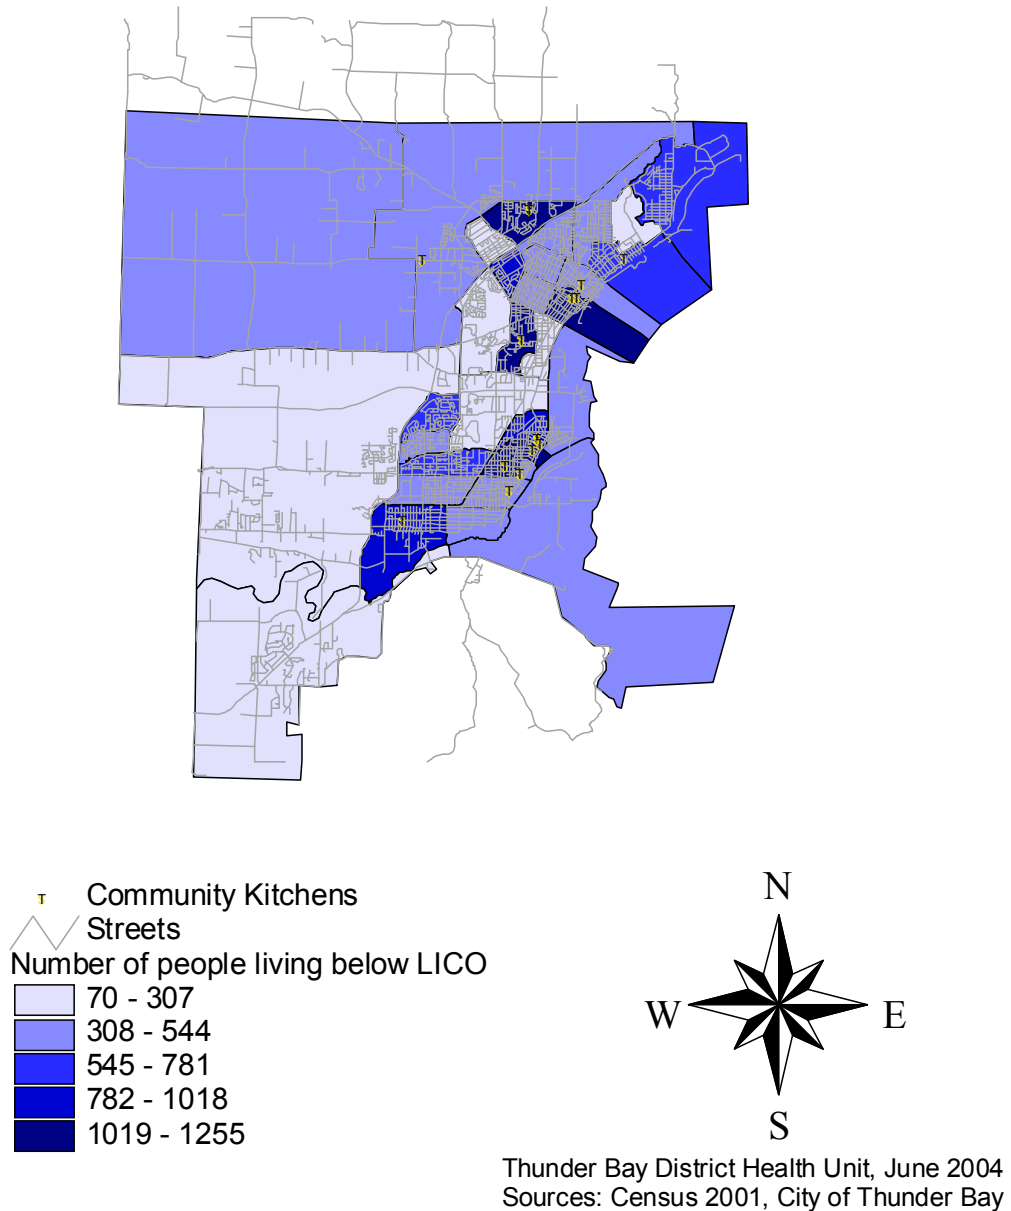 Community Kitchens
Streets
Number of people living below LICO
70 - 307
308 - 544
545 - 781
782 - 1018
1019 - 1255
N
W E
S
Thunder Bay District Health Unit, June 2004
Sources: Census 2001, City of Thunder Bay